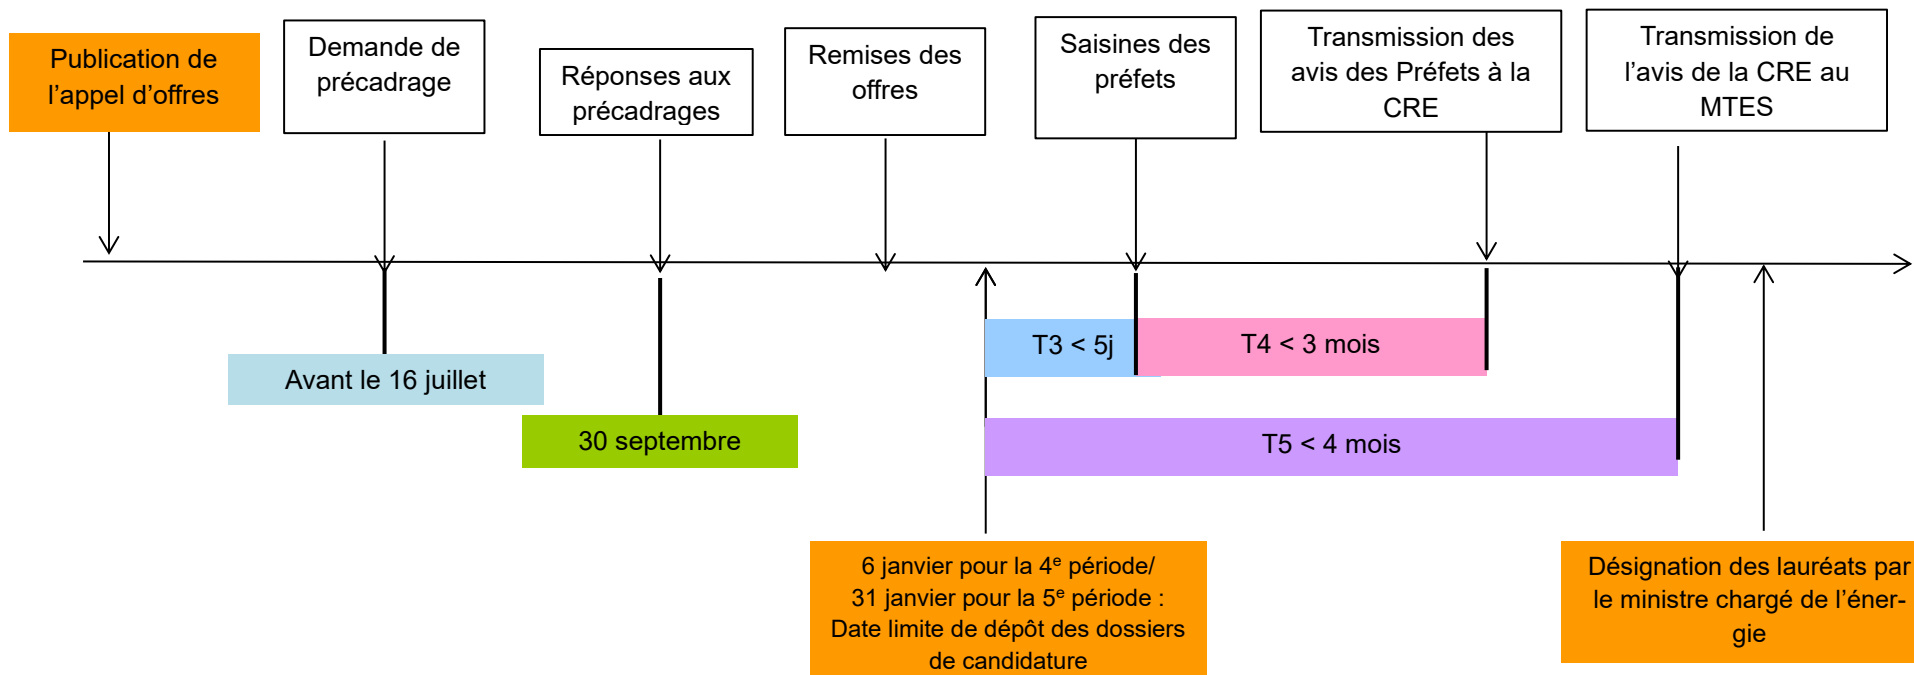 Publication de
l’appel d’offres
Demande de
précadrage
Réponses aux
précadrages
Remises des
offres
Saisines des
préfets
Transmission des
avis des Préfets à la
CRE
Transmission de
l’avis de la CRE au
MTES
T3 < 5j
T4 < 3 mois
Avant le 16 juillet
30 septembre
T5 < 4 mois
6 janvier pour la 4e période/
31 janvier pour la 5e période :
Date limite de dépôt des dossiers
de candidature
Désignation des lauréats par
le ministre chargé de l’éner-
gie